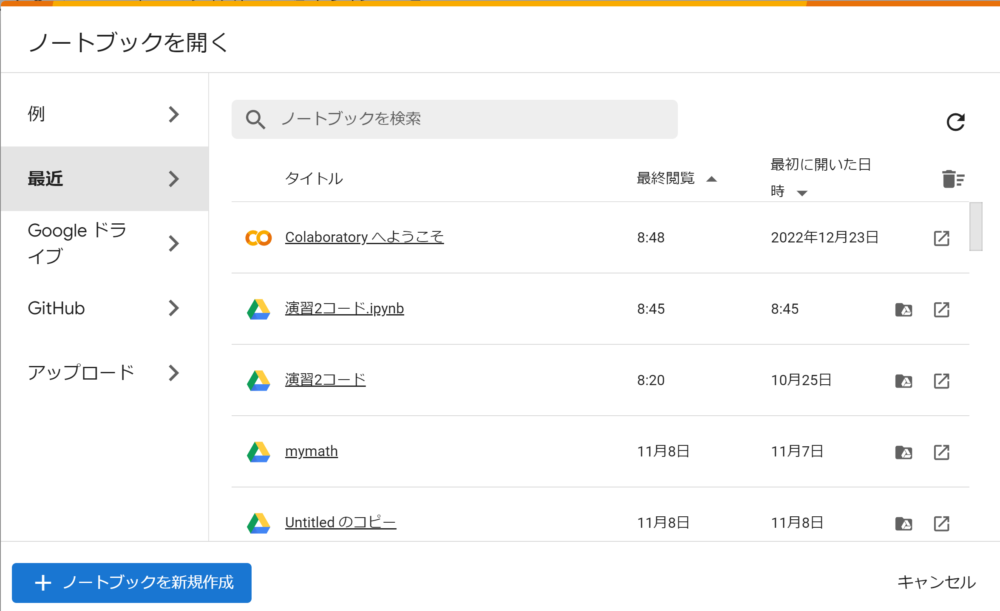 ノートブックを開く
例
最近
Google ドラ
イブ
GitHub
アップロード
ノートブックを検索
タイトル
最終閲覧
最初に開いた日
時
Colaboratory へようこそ 8:48 2022年12月23日
演習2コード.ipynb 8:45 8:45
演習2コード 8:20 10月25日
mymath 11月8日 11月7日
Untitled のコピー 11月8日 11月8日
ノートブックを新規作成
キャンセル